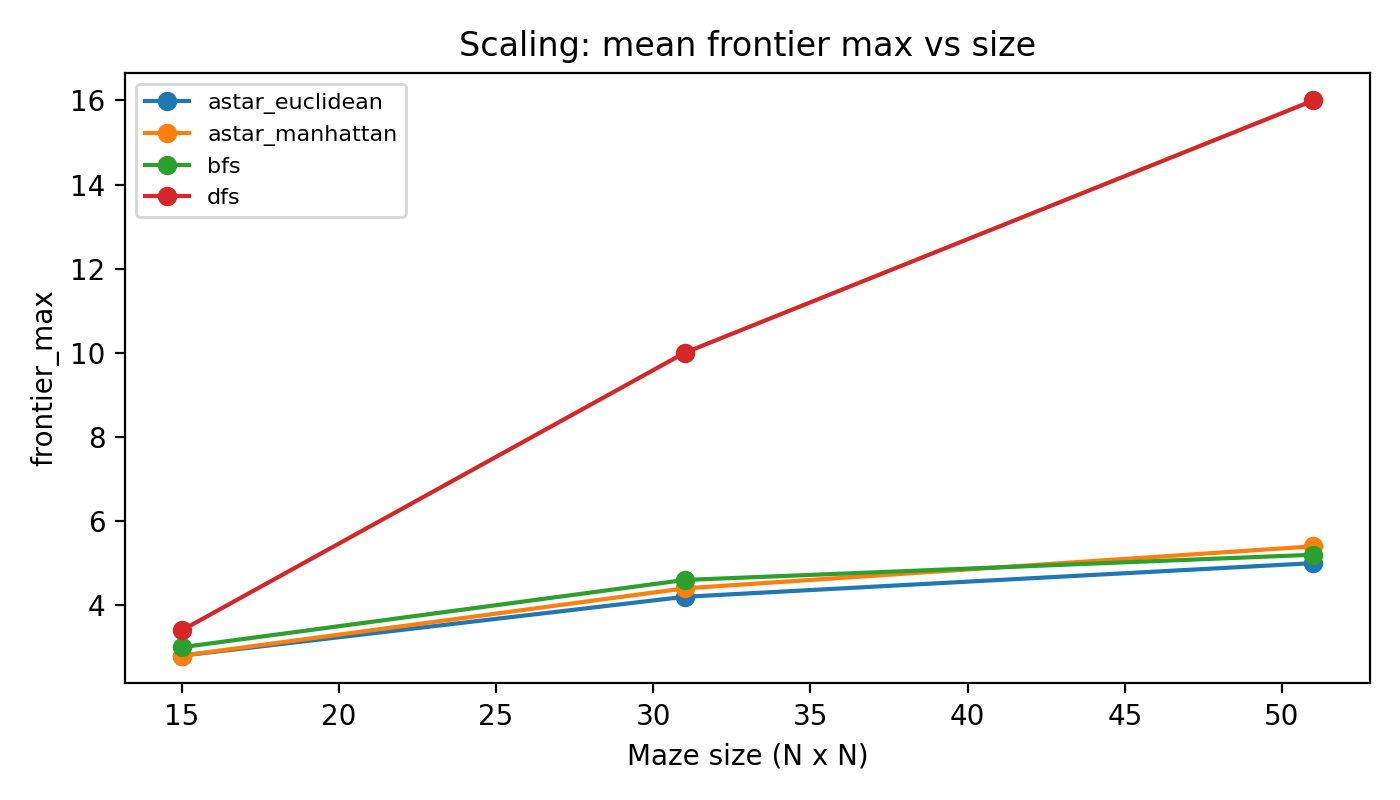 Scaling: mean frontier max vs size
astar_euclidean
astar_manhattan
bfs
dfs
frontier_max
16
14
12
10
8
6
4
15 20 25 30 35 40 45 50
Maze size (N x N)